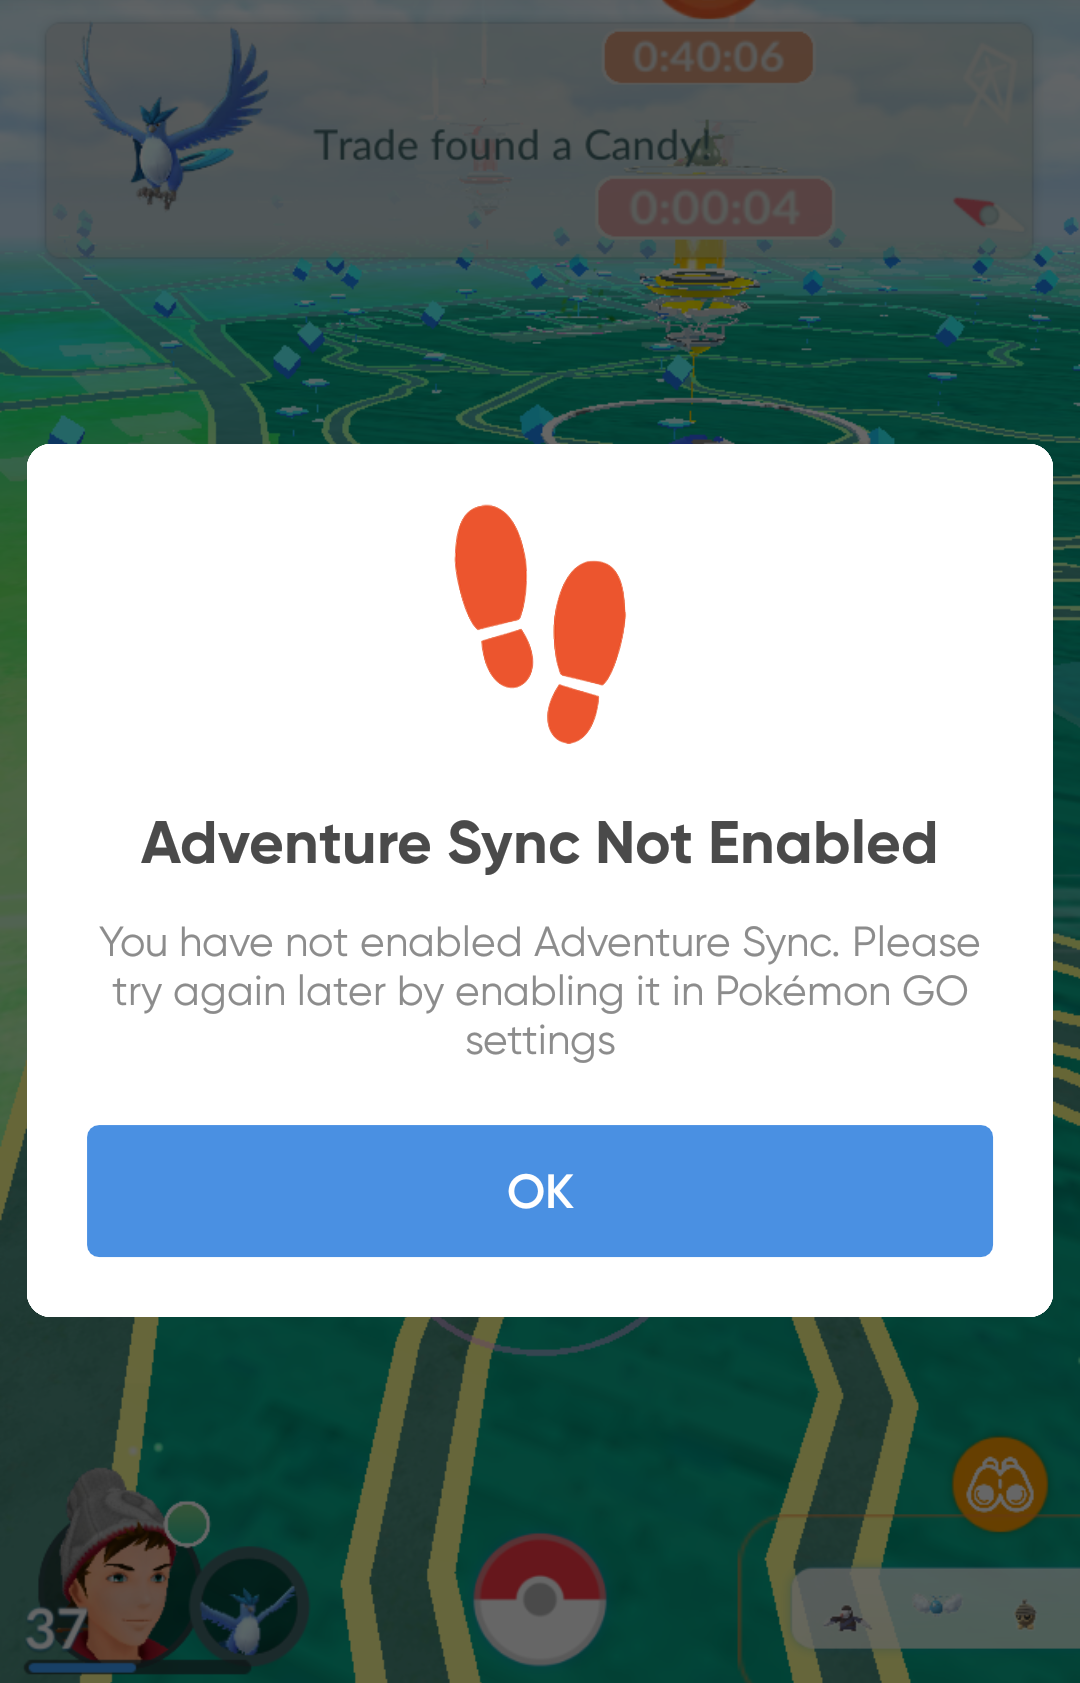 0:40:06
Trade found a Candy!
0:00:04
Adventure Sync Not Enabled
You have not enabled Adventure Sync. Please
try again later by enabling it in Pokémon GO
settings
OK
37